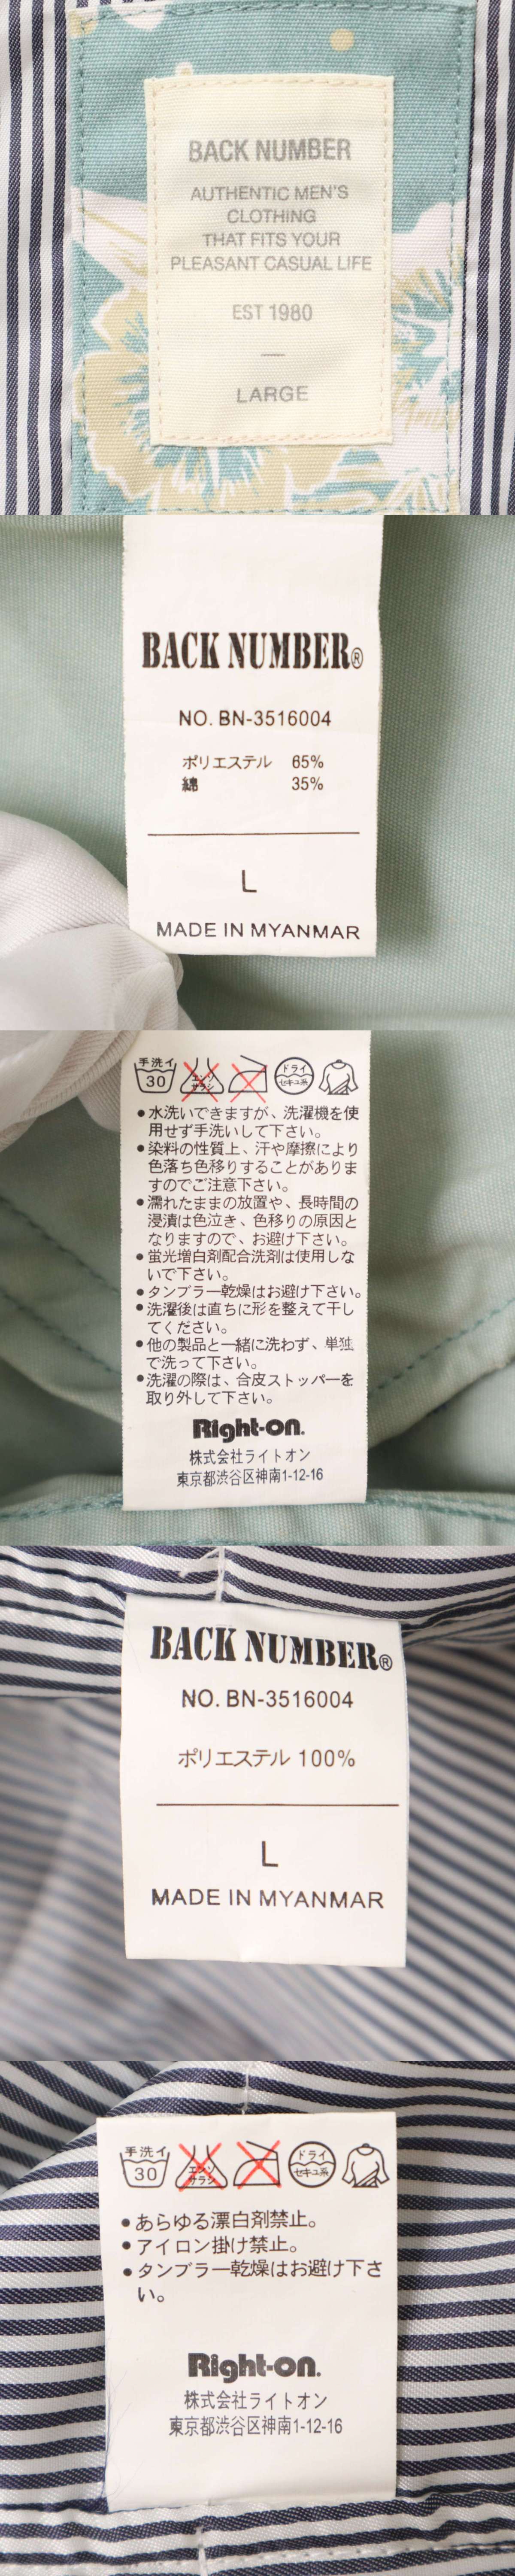 BACK NUMBER
AUTHENTIC MEN'S
CLOTHING
THAT FITS YOUR
PLEASANT CASUAL LIFE
EST 1980
LARGE
BACK NUMBER®
NO. BN-3516004
ポリエステル 65%
綿 35%
L
MADE IN MYANMAR
手洗イ
30
エンソ
サラシ
ドライ
セキユ系
●水洗いできますが、洗濯機を使
用せず手洗いして下さい。
●染料の性質上、汗や摩擦により
色落ち色移りすることがありま
すのでご注意下さい。
●濡れたままの放置や、長時間の
浸漬は色泣き、色移りの原因と
なりますので、お避け下さい。
●蛍光増白剤配合洗剤は使用しな
いで下さい。
●タンブラー乾燥はお避け下さい。
●洗濯後は直ちに形を整えて干し
てください。
●他の製品と一緒に洗わず、単独
で洗って下さい。
●洗濯の際は、合皮ストッパーを
取り外して下さい。
Right-on.
株式会社ライトオン
東京都渋谷区神南1-12-16
BACK NUMBER®
NO. BN-3516004
ポリエステル 100%
L
MADE IN MYANMAR
手洗イ
30
エンソ
サラシ
ドライ
セキユ系
●あらゆる漂白剤禁止。
●アイロン掛け禁止。
●タンブラー乾燥はお避け下さ
い。
Right-on.
株式会社ライトオン
東京都渋谷区神南1-12-16